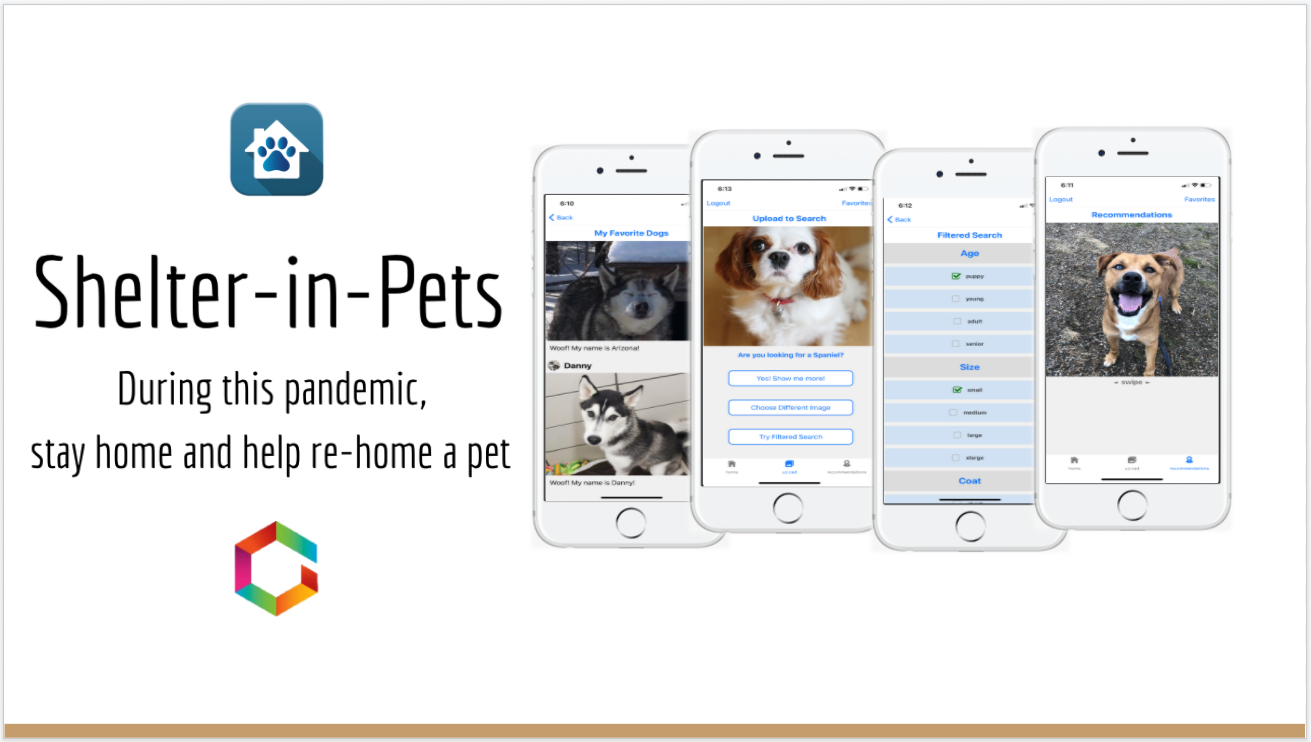 Shelter-in-Pets
During this pandemic,
stay home and help re-home a pet
6:10
Back
My Favorite Dogs
Woof! My name is Arizona!
Danny
Woof! My name is Danny!
6:13
Logout
Favorites
Upload to Search
Are you looking for a Spaniel?
Yes! Show me more!
Choose Different Image
Try Filtered Search
home
upload
recommendations
6:12
Back
Filtered Search
Age
puppy
young
adult
senior
Size
small
medium
large
xlarge
Coat
6:11
Logout
Favorites
Recommendations
swipe
home
upload
recommendations